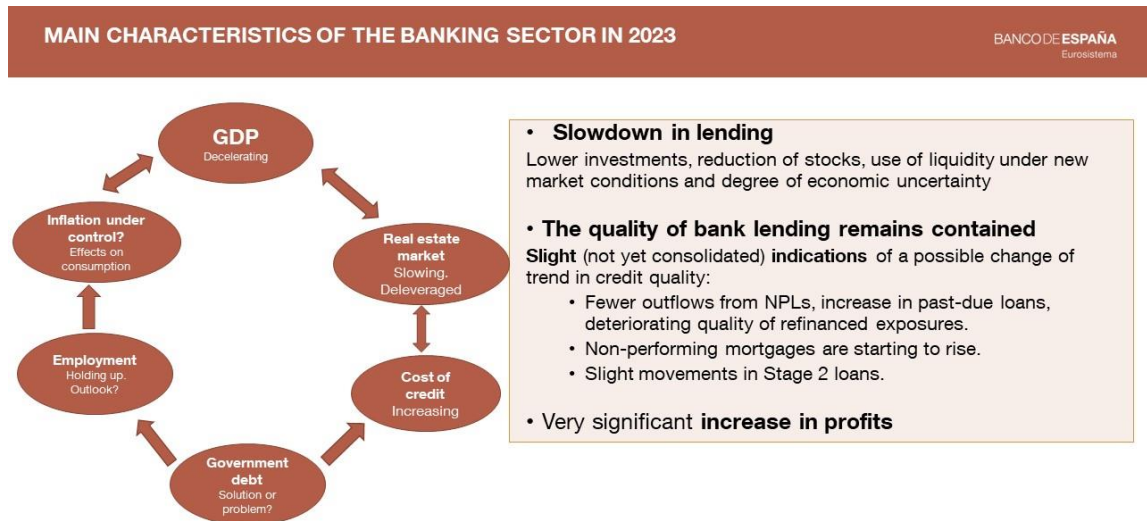 MAIN CHARACTERISTICS OF THE BANKING SECTOR IN 2023
BANCODEESPAÑA
Eurosistema
GDP
Decelerating
Inflation under
control?
Effects on
consumption
Real estate
market
Slowing.
Deleveraged
Employment
Holding up.
Outlook?
Cost of
credit
Increasing
Government
debt
Solution or
problem?
• Slowdown in lending
Lower investments, reduction of stocks, use of liquidity under new
market conditions and degree of economic uncertainty
• The quality of bank lending remains contained
Slight (not yet consolidated) indications of a possible change of
trend in credit quality:
• Fewer outflows from NPLs, increase in past-due loans,
deteriorating quality of refinanced exposures.
• Non-performing mortgages are starting to rise.
• Slight movements in Stage 2 loans.
• Very significant increase in profits